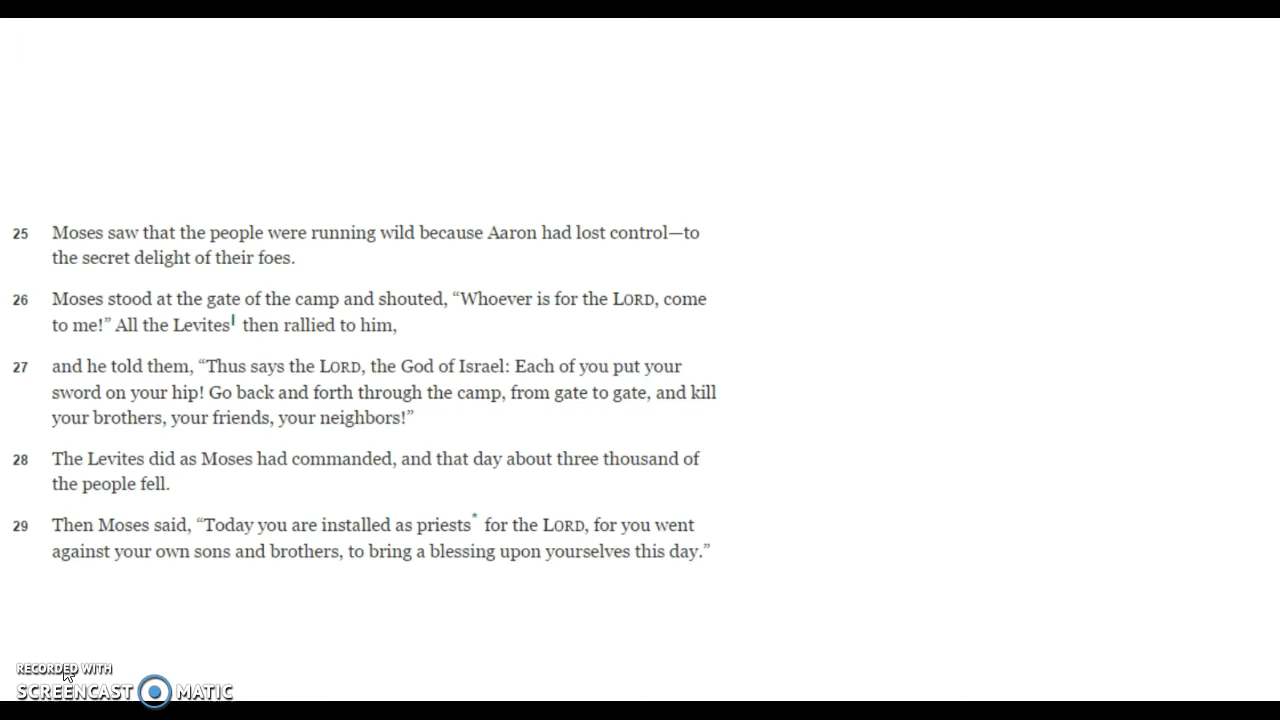 25 Moses saw that the people were running wild because Aaron had lost control—to
the secret delight of their foes.
26 Moses stood at the gate of the camp and shouted, “Whoever is for the LORD, come
to me!” All the Levites l then rallied to him,
27 and he told them, “Thus says the LORD, the God of Israel: Each of you put your
sword on your hip! Go back and forth through the camp, from gate to gate, and kill
your brothers, your friends, your neighbors!”
28 The Levites did as Moses had commanded, and that day about three thousand of
the people fell.
29 Then Moses said, “Today you are installed as priests* for the LORD, for you went
against your own sons and brothers, to bring a blessing upon yourselves this day.”
RECORDED WITH
SCREENCAST MATIC